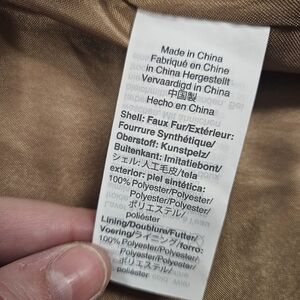 Made in China
Fabriqué en Chine
in China Hergestellt
Vervaardigd in China
中国製
Hecho en China
Shell: Faux Fur/Extérieur:
Fourrure Synthétique/
Oberstoff: Kunstpelz/
Buitenkant: Imitatiebont/
シェル:人工毛皮/tela
exterior: piel sintética:
100% Polyester/Polyester/
Polyester/Polyester/
ポリエステル/
poliéster
Lining/Doublure/Futter/
Voering/ライニング/forro:
100% Polyester/Polyester/
Polyester/Polyester/
ポリエステル/
poliéster